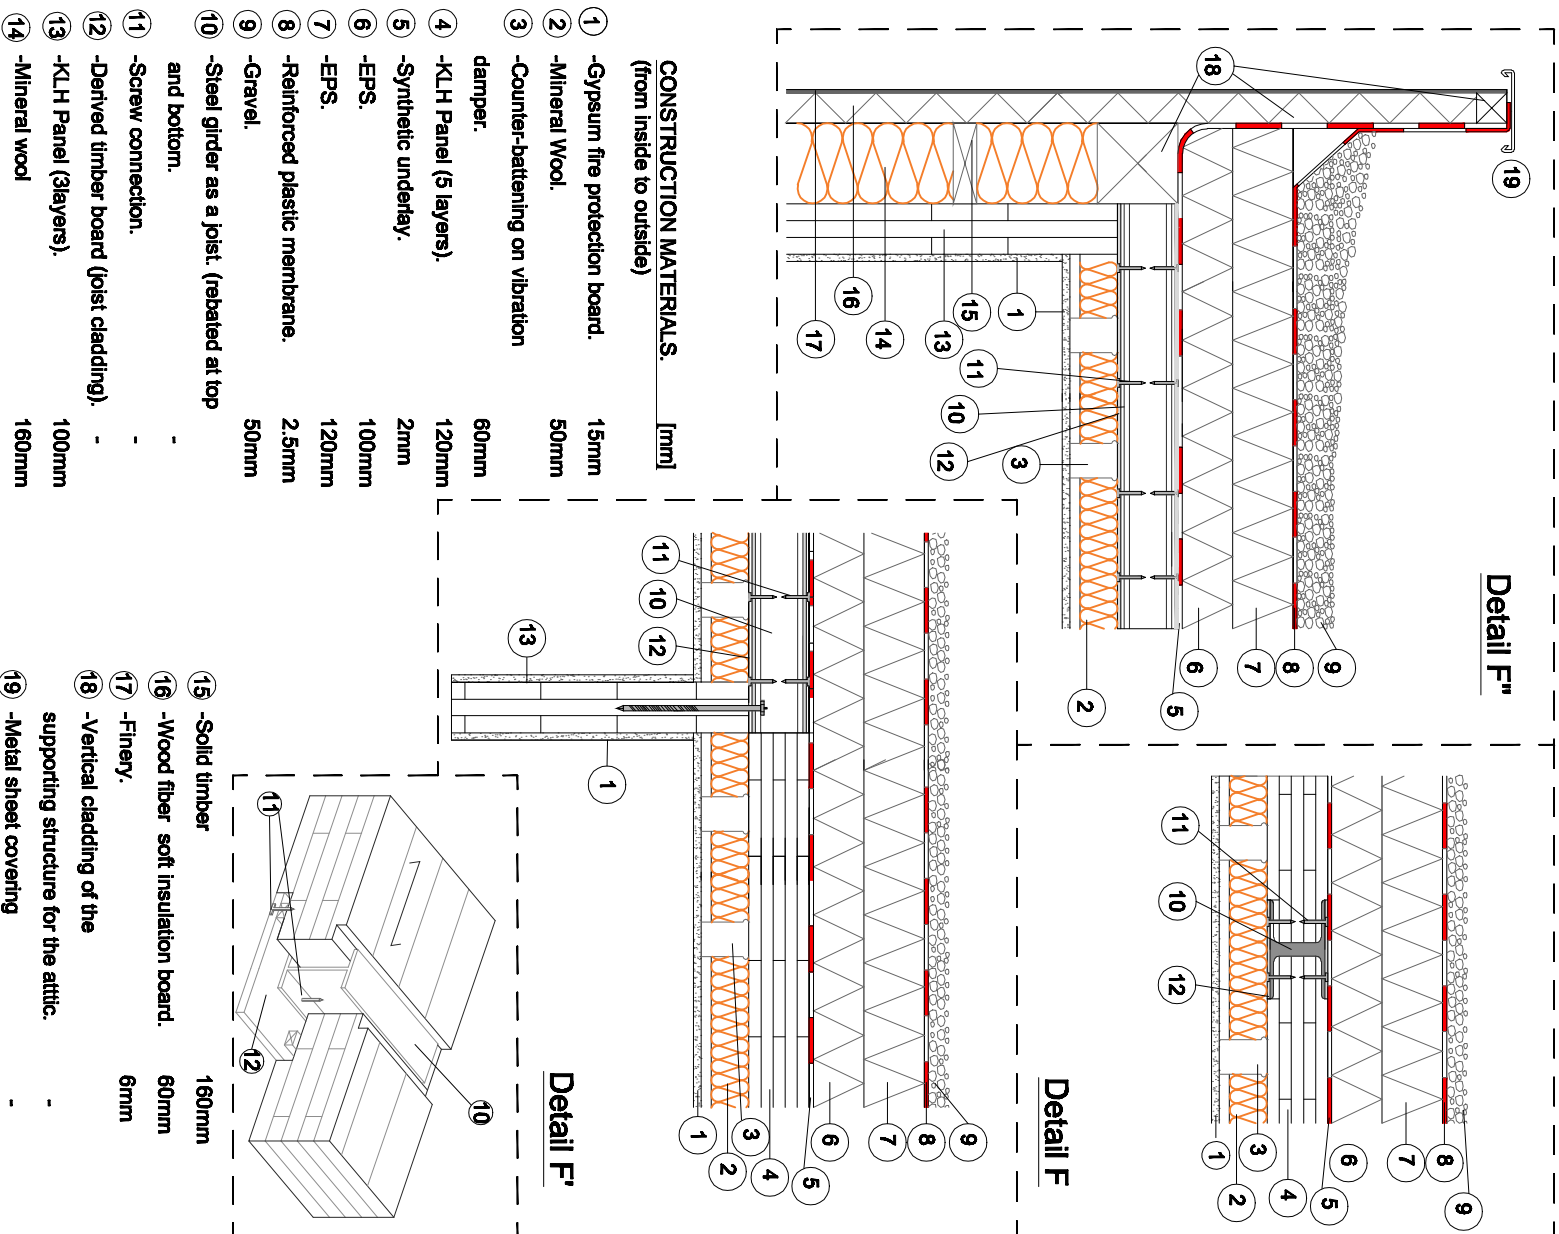 CONSTRUCTION MATERIALS. [mm]
(from inside to outside)
1 -Gypsum fire protection board. 15mm
2 -Mineral Wool. 50mm
3 -Counter-battening on vibration
damper. 60mm
4 -KLH Panel (5 layers). 120mm
5 -Synthetic underlay. 2mm
6 -EPS. 100mm
7 -EPS. 120mm
8 -Reinforced plastic membrane. 2.5mm
9 -Gravel. 50mm
10 -Steel girder as a joist. (rebated at top
and bottom. -
11 -Screw connection. -
12 -Derived timber board (joist cladding). -
13 -KLH Panel (3layers). 100mm
14 -Mineral wool 160mm
15 -Solid timber 160mm
16 -Wood fiber soft insulation board. 60mm
17 -Finery. 6mm
18 -Vertical cladding of the
supporting structure for the atttic. -
19 -Metal sheet covering -
Detail F"
18
19
17
16
14
13
15
1
11
10
12
3
2
5
6
7
8
9
Detail F
11
10
12
1
3
2
4
5
6
7
8
9
Detail F'
11
10
12
13
1
1
3
2
4
5
6
7
8
9
11
12
10